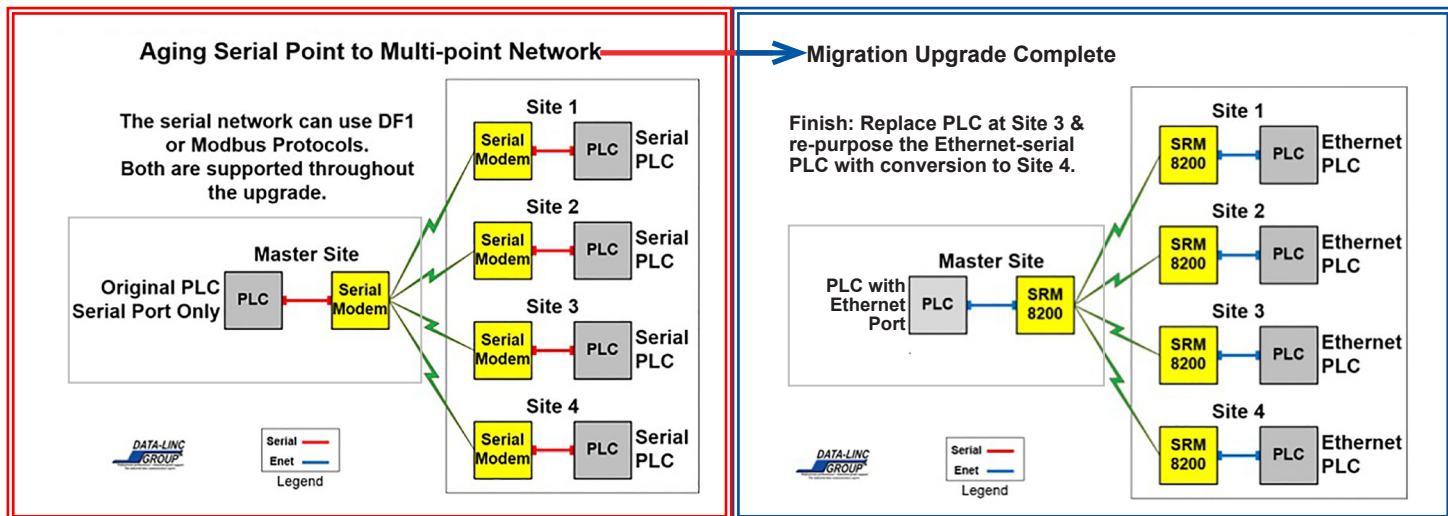 Aging Serial Point to Multi-point Network
The serial network can use DF1
or Modbus Protocols.
Both are supported throughout
the upgrade.
Master Site
Original PLC
Serial Port Only
PLC
Serial
Modem
Site 1
Serial
Modem
PLC
Serial
PLC
Site 2
Serial
Modem
PLC
Serial
PLC
Site 3
Serial
Modem
PLC
Serial
PLC
Site 4
Serial
Modem
PLC
Serial
PLC
DATA-LINC
GROUP
Serial
Enet
Legend
Migration Upgrade Complete
Finish: Replace PLC at Site 3 &
re-purpose the Ethernet-serial
PLC with conversion to Site 4.
Master Site
PLC with
Ethernet
Port
PLC
SRM
8200
Site 1
SRM
8200
PLC
Ethernet
PLC
Site 2
SRM
8200
PLC
Ethernet
PLC
Site 3
SRM
8200
PLC
Ethernet
PLC
Site 4
SRM
8200
PLC
Ethernet
PLC
DATA-LINC
GROUP
Serial
Enet
Legend